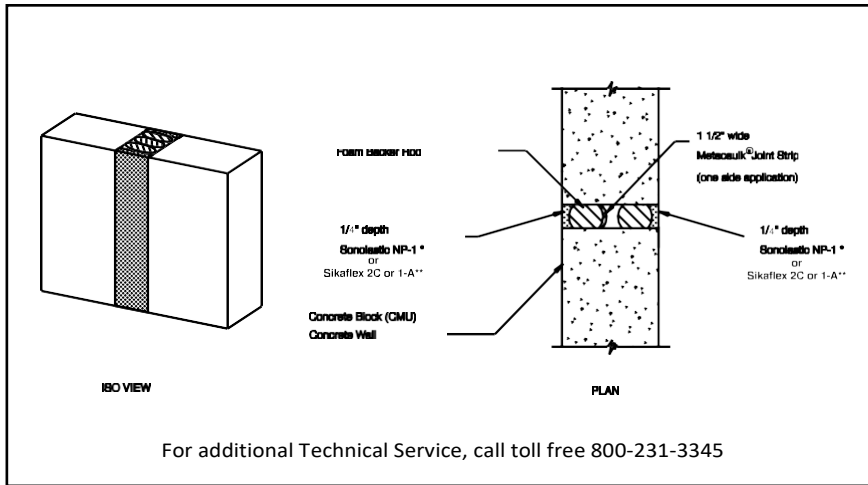 Foam Backer Rod
1 1/2" wide
Metacaulk® Joint Strip
(one side application)
1/4" depth
Sonolastic NP-1 *
or
Sikaflex 2C or 1-A**
1/4" depth
Sonolastic NP-1 *
or
Sikaflex 2C or 1-A**
Concrete Block (CMU)
Concrete Wall
ISO VIEW
PLAN
For additional Technical Service, call toll free 800-231-3345